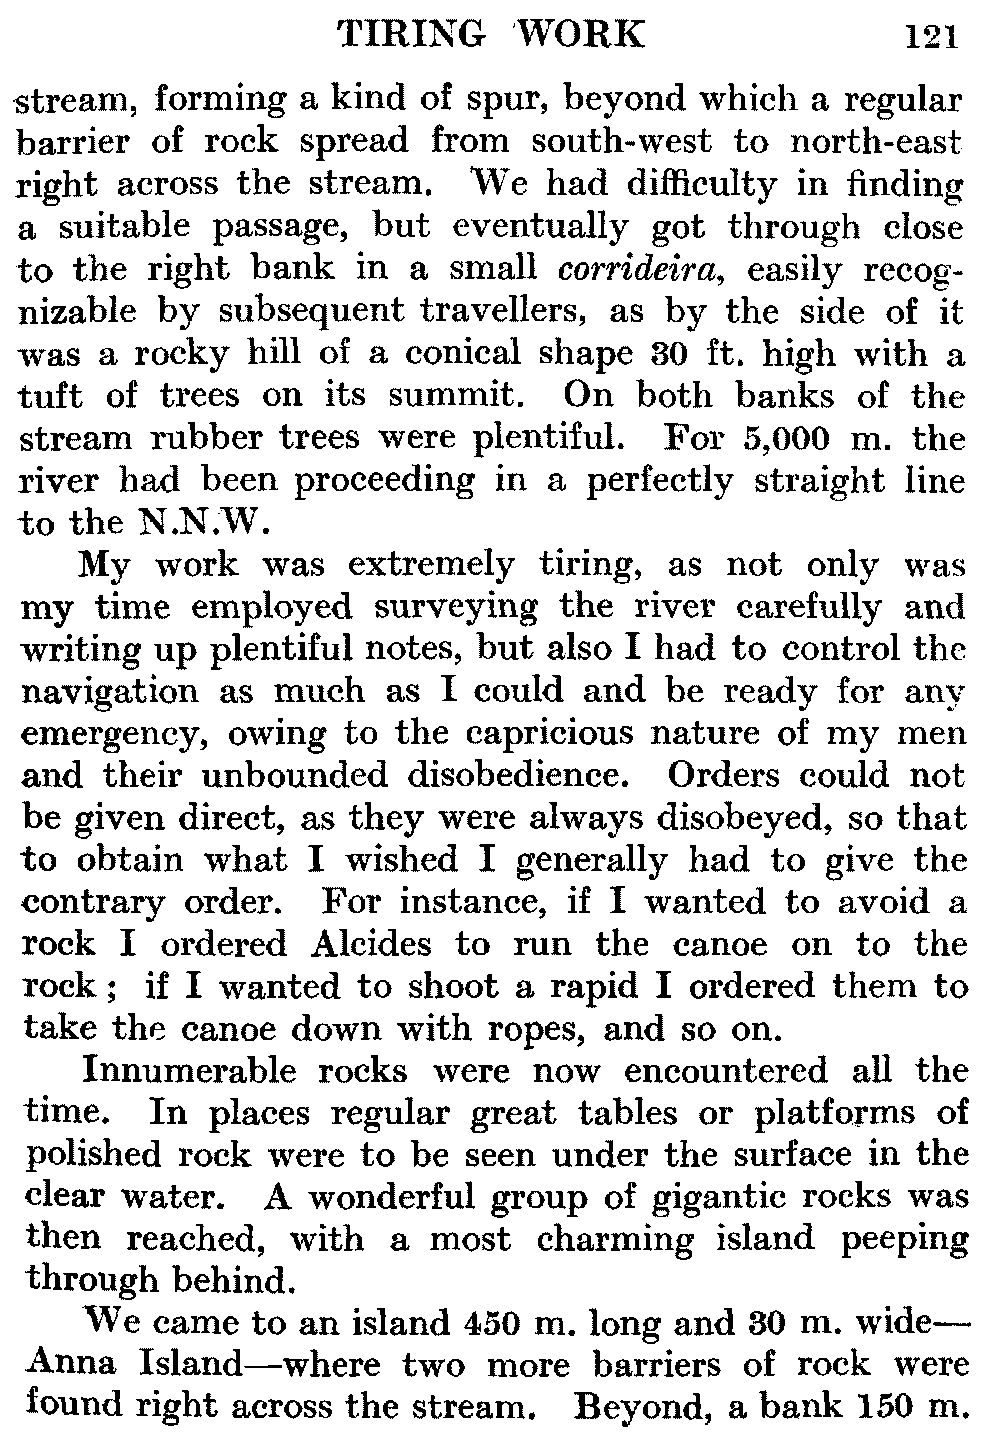 TIRING WORK 121
stream, forming a kind of spur, beyond which a regular
barrier of rock spread from south-west to north-east
right across the stream. We had difficulty in finding
a suitable passage, but eventually got through close
to the right bank in a small corrideira, easily recog-
nizable by subsequent travellers, as by the side of it
was a rocky hill of a conical shape 30 ft. high with a
tuft of trees on its summit. On both banks of the
stream rubber trees were plentiful. For 5,000 m. the
river had been proceeding in a perfectly straight line
to the N.N.W.
My work was extremely tiring, as not only was
my time employed surveying the river carefully and
writing up plentiful notes, but also I had to control the
navigation as much as I could and be ready for any
emergency, owing to the capricious nature of my men
and their unbounded disobedience. Orders could not
be given direct, as they were always disobeyed, so that
to obtain what I wished I generally had to give the
contrary order. For instance, if I wanted to avoid a
rock I ordered Alcides to run the canoe on to the
rock; if I wanted to shoot a rapid I ordered them to
take the canoe down with ropes, and so on.
Innumerable rocks were now encountered all the
time. In places regular great tables or platforms of
polished rock were to be seen under the surface in the
clear water. A wonderful group of gigantic rocks was
then reached, with a most charming island peeping
through behind.
We came to an island 450 m. long and 30 m. wide—
Anna Island—where two more barriers of rock were
found right across the stream. Beyond, a bank 150 m.